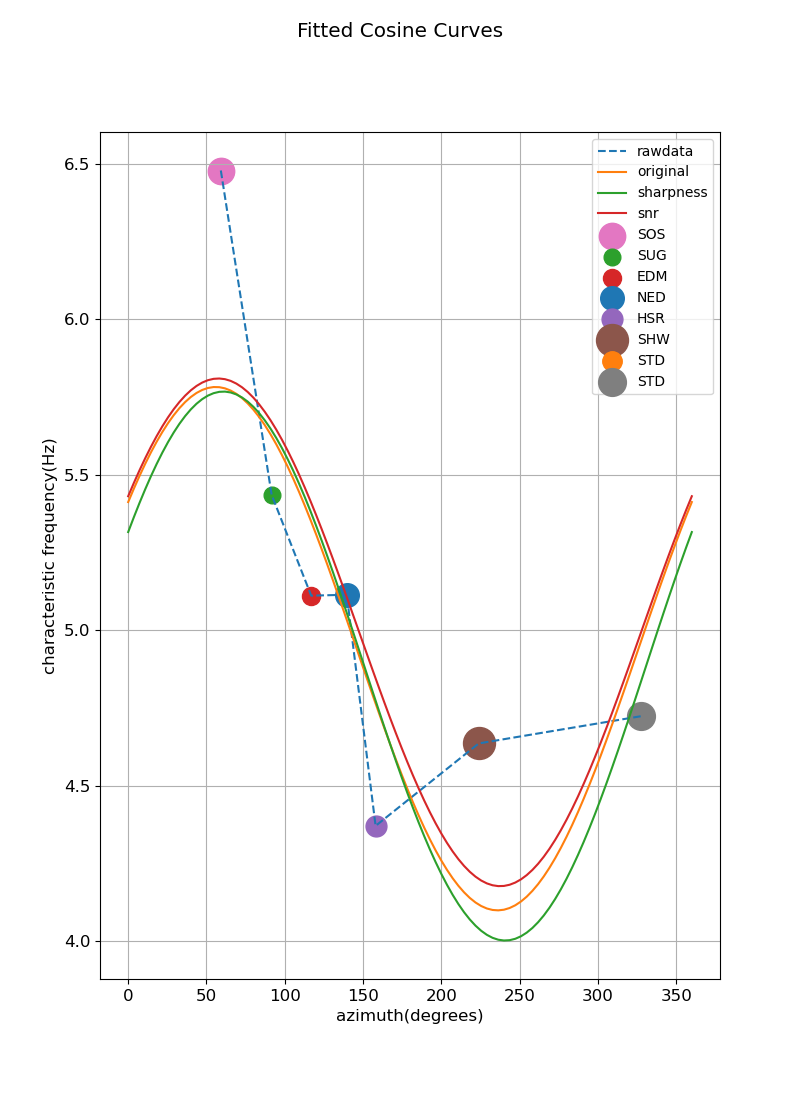 Fitted Cosine Curves
rawdata
original
sharpness
snr
SOS
SUG
EDM
NED
HSR
SHW
STD
STD
characteristic frequency(Hz)
6.5
6.0
5.5
5.0
4.5
4.0
0 50 100 150 200 250 300 350
azimuth(degrees)